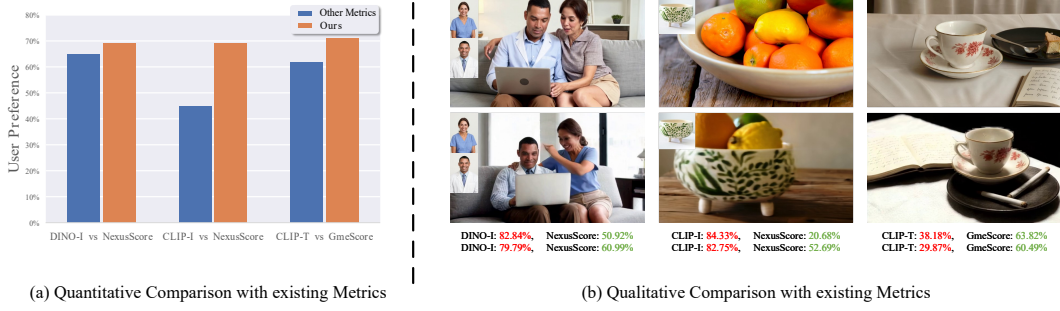 80%
70%
60%
50%
40%
30%
20%
10%
0%
User Preference
Other Metrics
Ours
DINO-I vs NexusScore
CLIP-I vs NexusScore
CLIP-T vs GmeScore
(a) Quantitative Comparison with existing Metrics
DINO-I: 82.84%, NexusScore: 50.92%
DINO-I: 79.79%, NexusScore: 60.99%
CLIP-I: 84.33%, NexusScore: 20.68%
CLIP-I: 82.75%, NexusScore: 52.69%
CLIP-T: 38.18%, GmeScore: 63.82%
CLIP-T: 29.87%, GmeScore: 60.49%
(b) Qualitative Comparison with existing Metrics